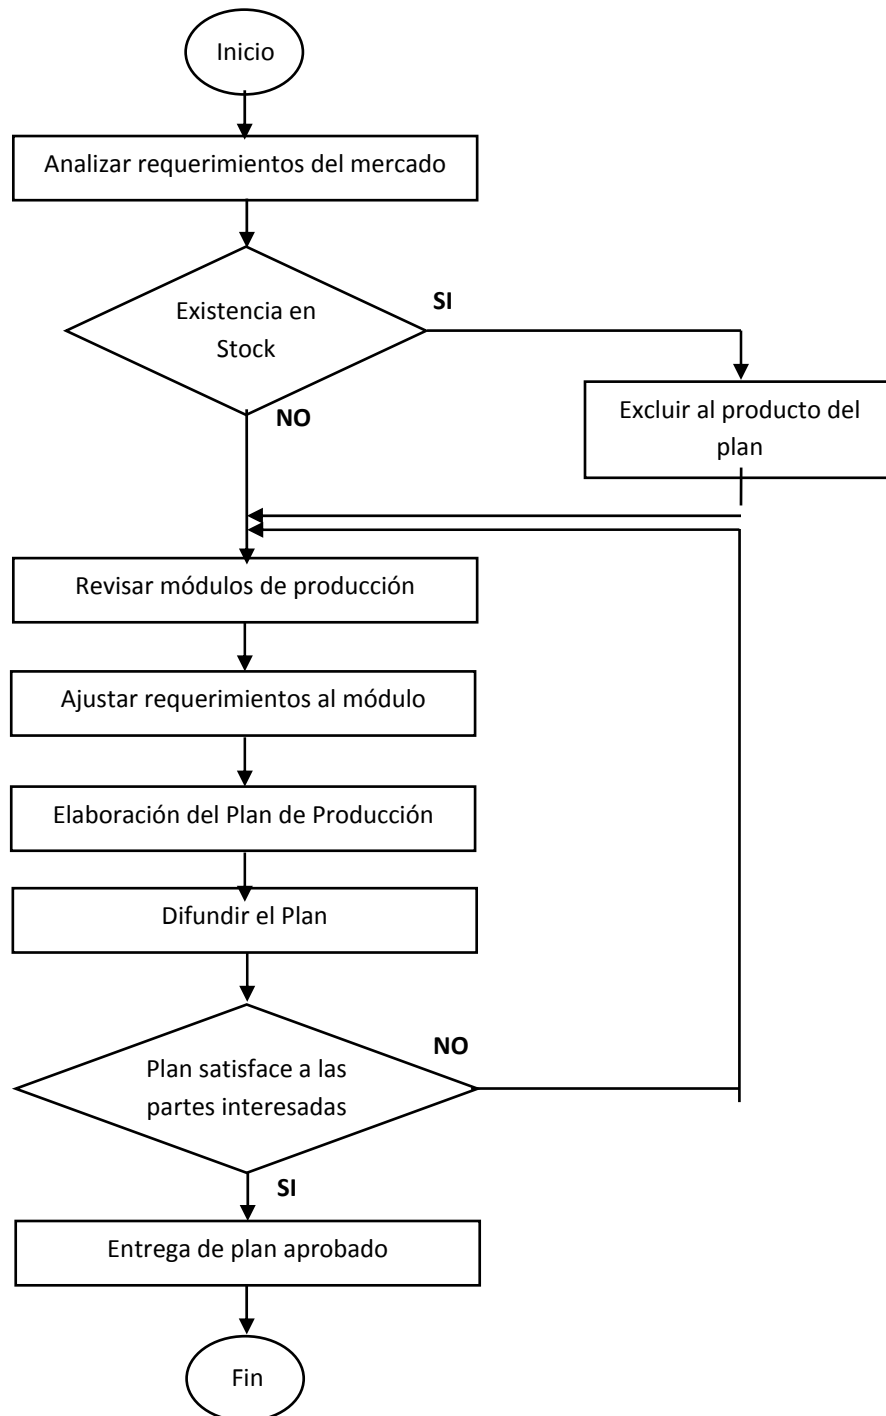 Inicio
Analizar requerimientos del mercado
Existencia en
Stock
SI
NO
Excluir al producto del
plan
Revisar módulos de producción
Ajustar requerimientos al módulo
Elaboración del Plan de Producción
Difundir el Plan
Plan satisface a las
partes interesadas
NO
SI
Entrega de plan aprobado
Fin